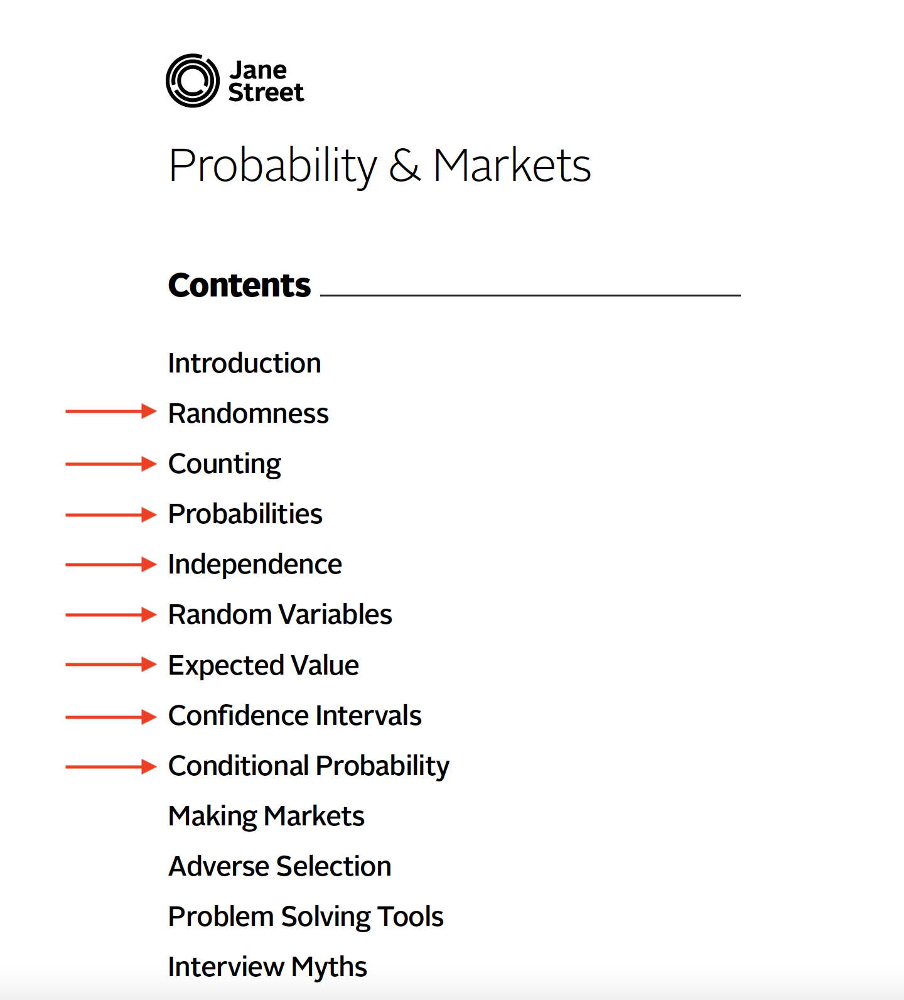 Jane
Street
Probability & Markets
Contents
Introduction
Randomness
Counting
Probabilities
Independence
Random Variables
Expected Value
Confidence Intervals
Conditional Probability
Making Markets
Adverse Selection
Problem Solving Tools
Interview Myths